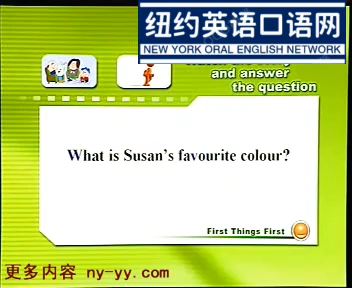 纽约英语口语网
NEW YORK ORAL ENGLISH NETWORK
and answer
the question
What is Susan's favourite colour?
First Things First
更多内容 ny-yy.com